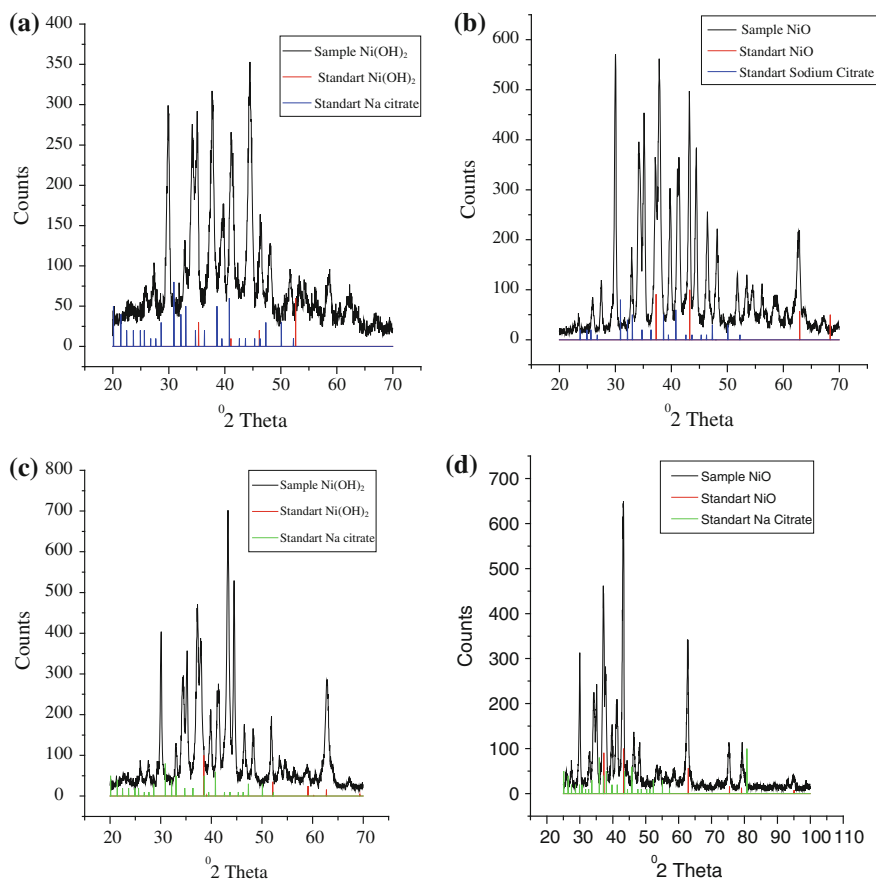 (a)
400
350
300
250
200
150
100
50
0
Counts
Sample Ni(OH)₂
Standart Ni(OH)₂
Standart Na citrate
20 30 40 50 60 70
⁰2 Theta
(b)
600
500
400
300
200
100
0
Counts
Sample NiO
Standart NiO
Standart Sodium Citrate
20 30 40 50 60 70
⁰2 Theta
(c)
800
700
600
500
400
300
200
100
0
Counts
Sample Ni(OH)₂
Standart Ni(OH)₂
Standart Na citrate
20 30 40 50 60 70
⁰2 Theta
(d)
700
600
500
400
300
200
100
0
Counts
Sample NiO
Standart NiO
Standart Na Citrate
20 30 40 50 60 70 80 90 100 110
⁰2 Theta